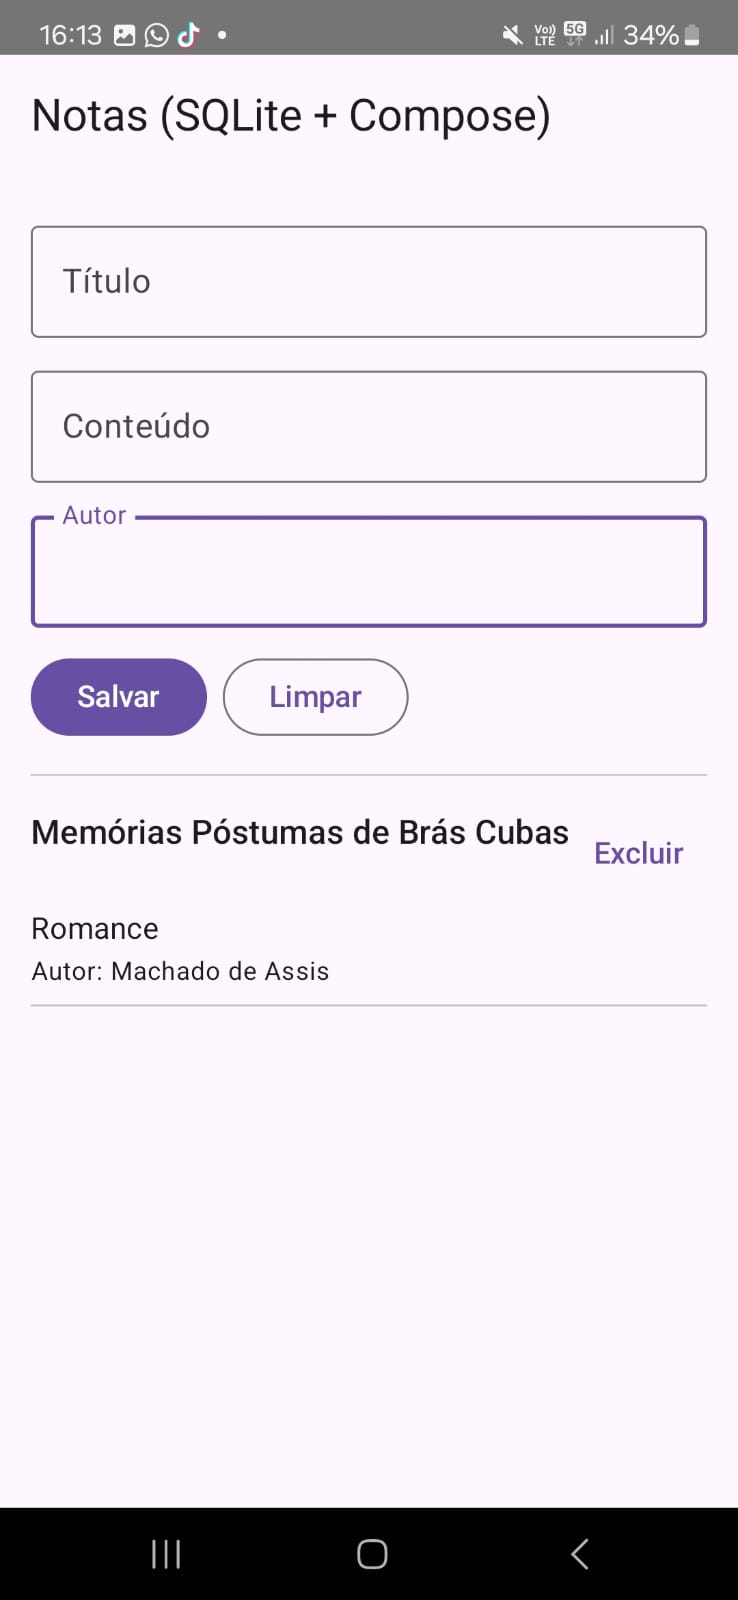 16:13
Vo)) LTE 5G 34%
Notas (SQLite + Compose)
Título
Conteúdo
Autor
Salvar Limpar
Memórias Póstumas de Brás Cubas
Excluir
Romance
Autor: Machado de Assis